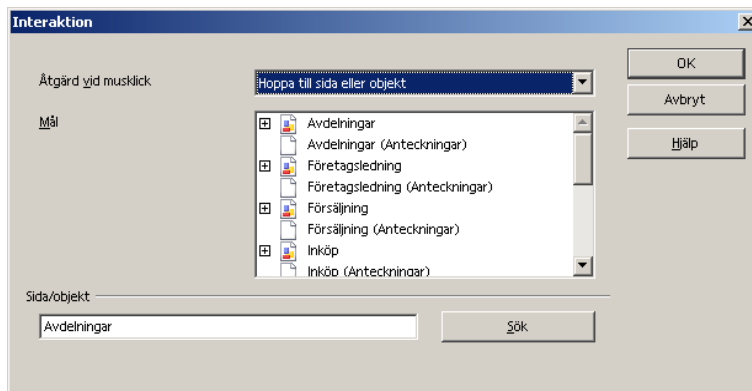 Interaktion
Åtgärd vid musklick
Hoppa till sida eller objekt
OK
Avbryt
Hjälp
Mål
Avdelningar
Avdelningar (Anteckningar)
Företagsledning
Företagsledning (Anteckningar)
Försäljning
Försäljning (Anteckningar)
Inköp
Inköp (Anteckningar)
Sida/objekt
Avdelningar
Sök